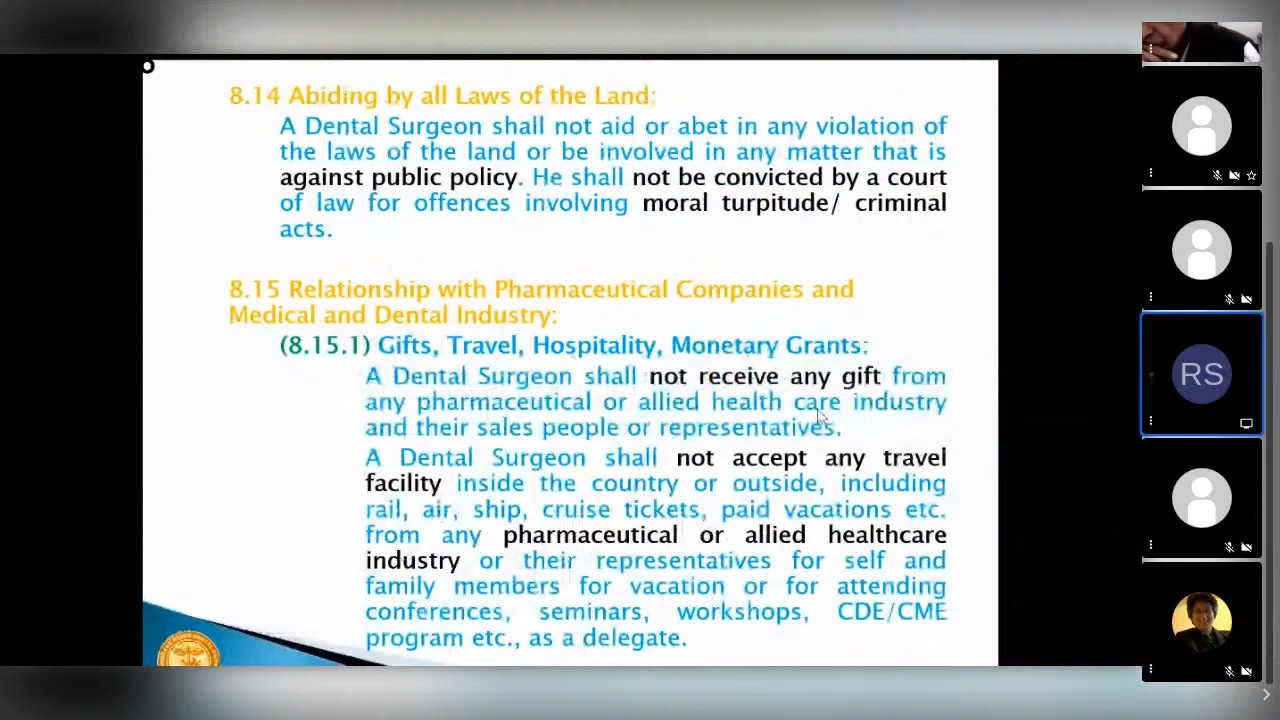 8.14 Abiding by all Laws of the Land;
A Dental Surgeon shall not aid or abet in any violation of
the laws of the land or be involved in any matter that is
against public policy. He shall not be convicted by a court
of law for offences involving moral turpitude/ criminal
acts.
8.15 Relationship with Pharmaceutical Companies and
Medical and Dental Industry:
(8.15.1) Gifts, Travel, Hospitality, Monetary Grants:
A Dental Surgeon shall not receive any gift from
any pharmaceutical or allied health care industry
and their sales people or representatives.
A Dental Surgeon shall not accept any travel
facility inside the country or outside, including
rail, air, ship, cruise tickets, paid vacations etc.
from any pharmaceutical or allied healthcare
industry or their representatives for self and
family members for vacation or for attending
conferences, seminars, workshops, CDE/CME
program etc., as a delegate.
RS